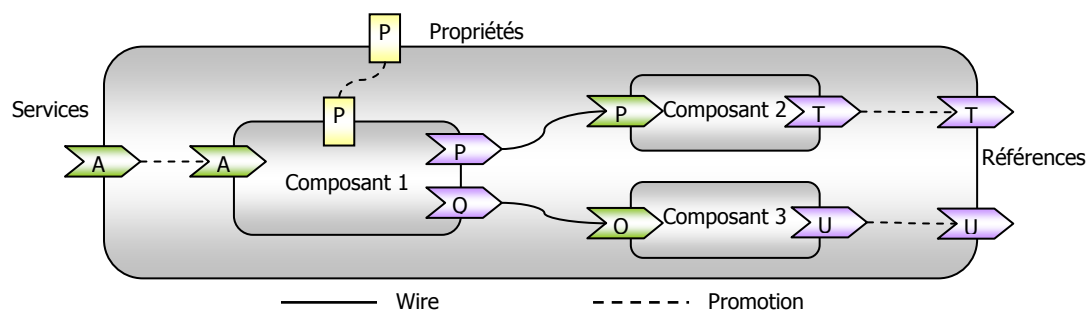 P
Propriétés
Services
P
P
Composant 2
T
T
A
A
P
Composant 1
Références
O
O
Composant 3
U
U
Wire
Promotion